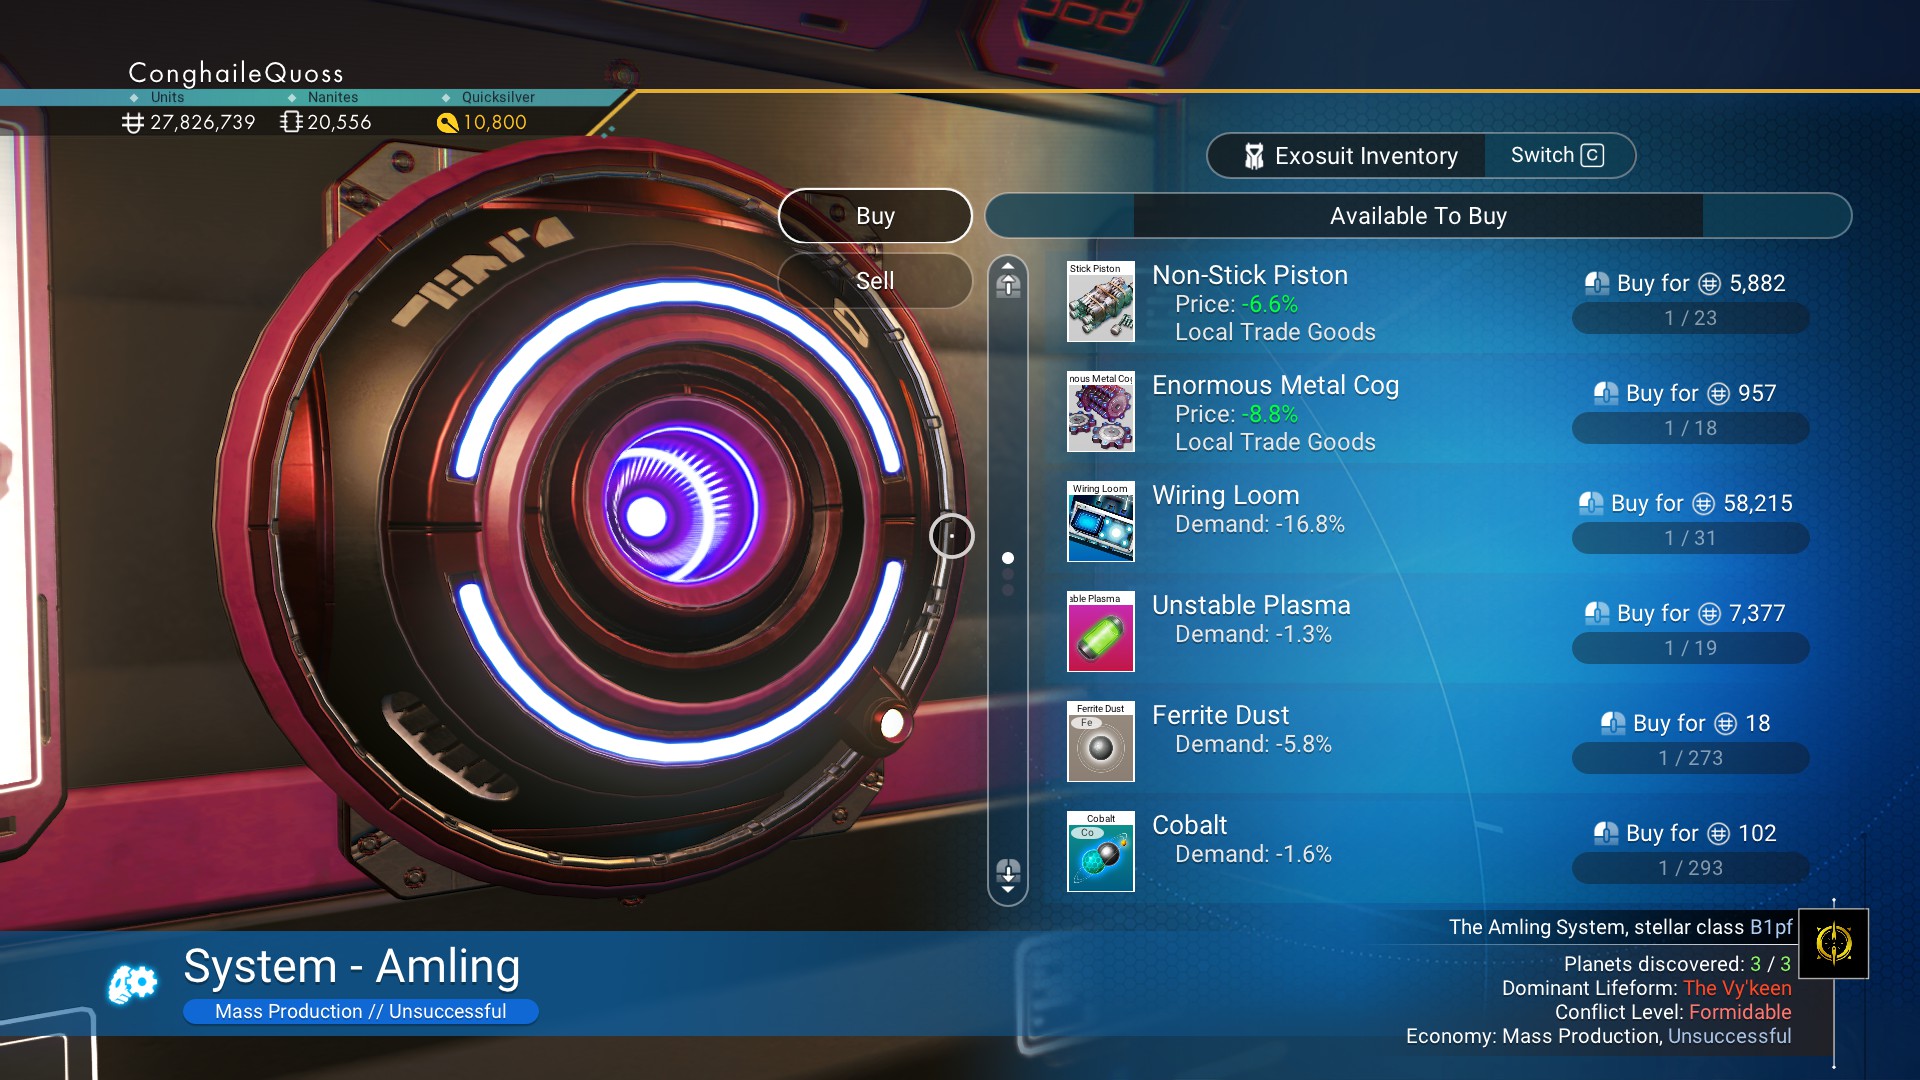 ConghaileQuoss
Units Nanites Quicksilver
27,826,739 20,556 10,800
Exosuit Inventory Switch C
Buy
Available To Buy
Sell
Stick Piston
Non-Stick Piston
Price: -6.6%
Local Trade Goods
Buy for 5,882
1 / 23
nous Metal Cog
Enormous Metal Cog
Price: -8.8%
Local Trade Goods
Buy for 957
1 / 18
Wiring Loom
Wiring Loom
Demand: -16.8%
Buy for 58,215
1 / 31
able Plasma
Unstable Plasma
Demand: -1.3%
Buy for 7,377
1 / 19
Ferrite Dust
Fe
Ferrite Dust
Demand: -5.8%
Buy for 18
1 / 273
Cobalt
Co
Cobalt
Demand: -1.6%
Buy for 102
1 / 293
System - Amling
Mass Production // Unsuccessful
The Amling System, stellar class B1pf
Planets discovered: 3 / 3
Dominant Lifeform: The Vy'keen
Conflict Level: Formidable
Economy: Mass Production, Unsuccessful